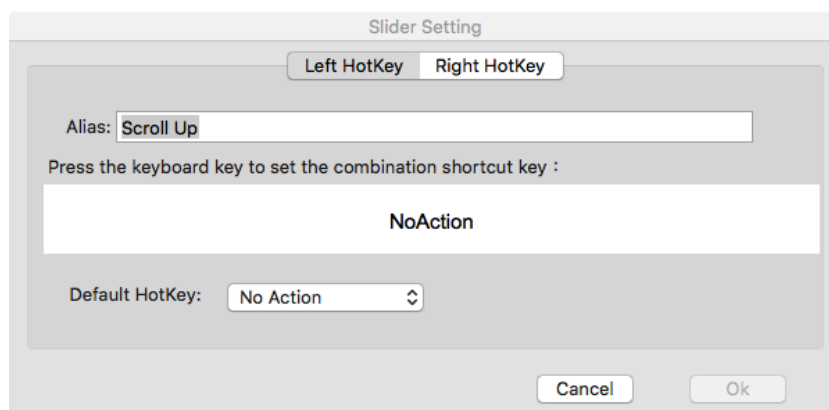 Slider Setting
Left HotKey Right HotKey
Alias: Scroll Up
Press the keyboard key to set the combination shortcut key：
NoAction
Default HotKey: No Action
Cancel Ok